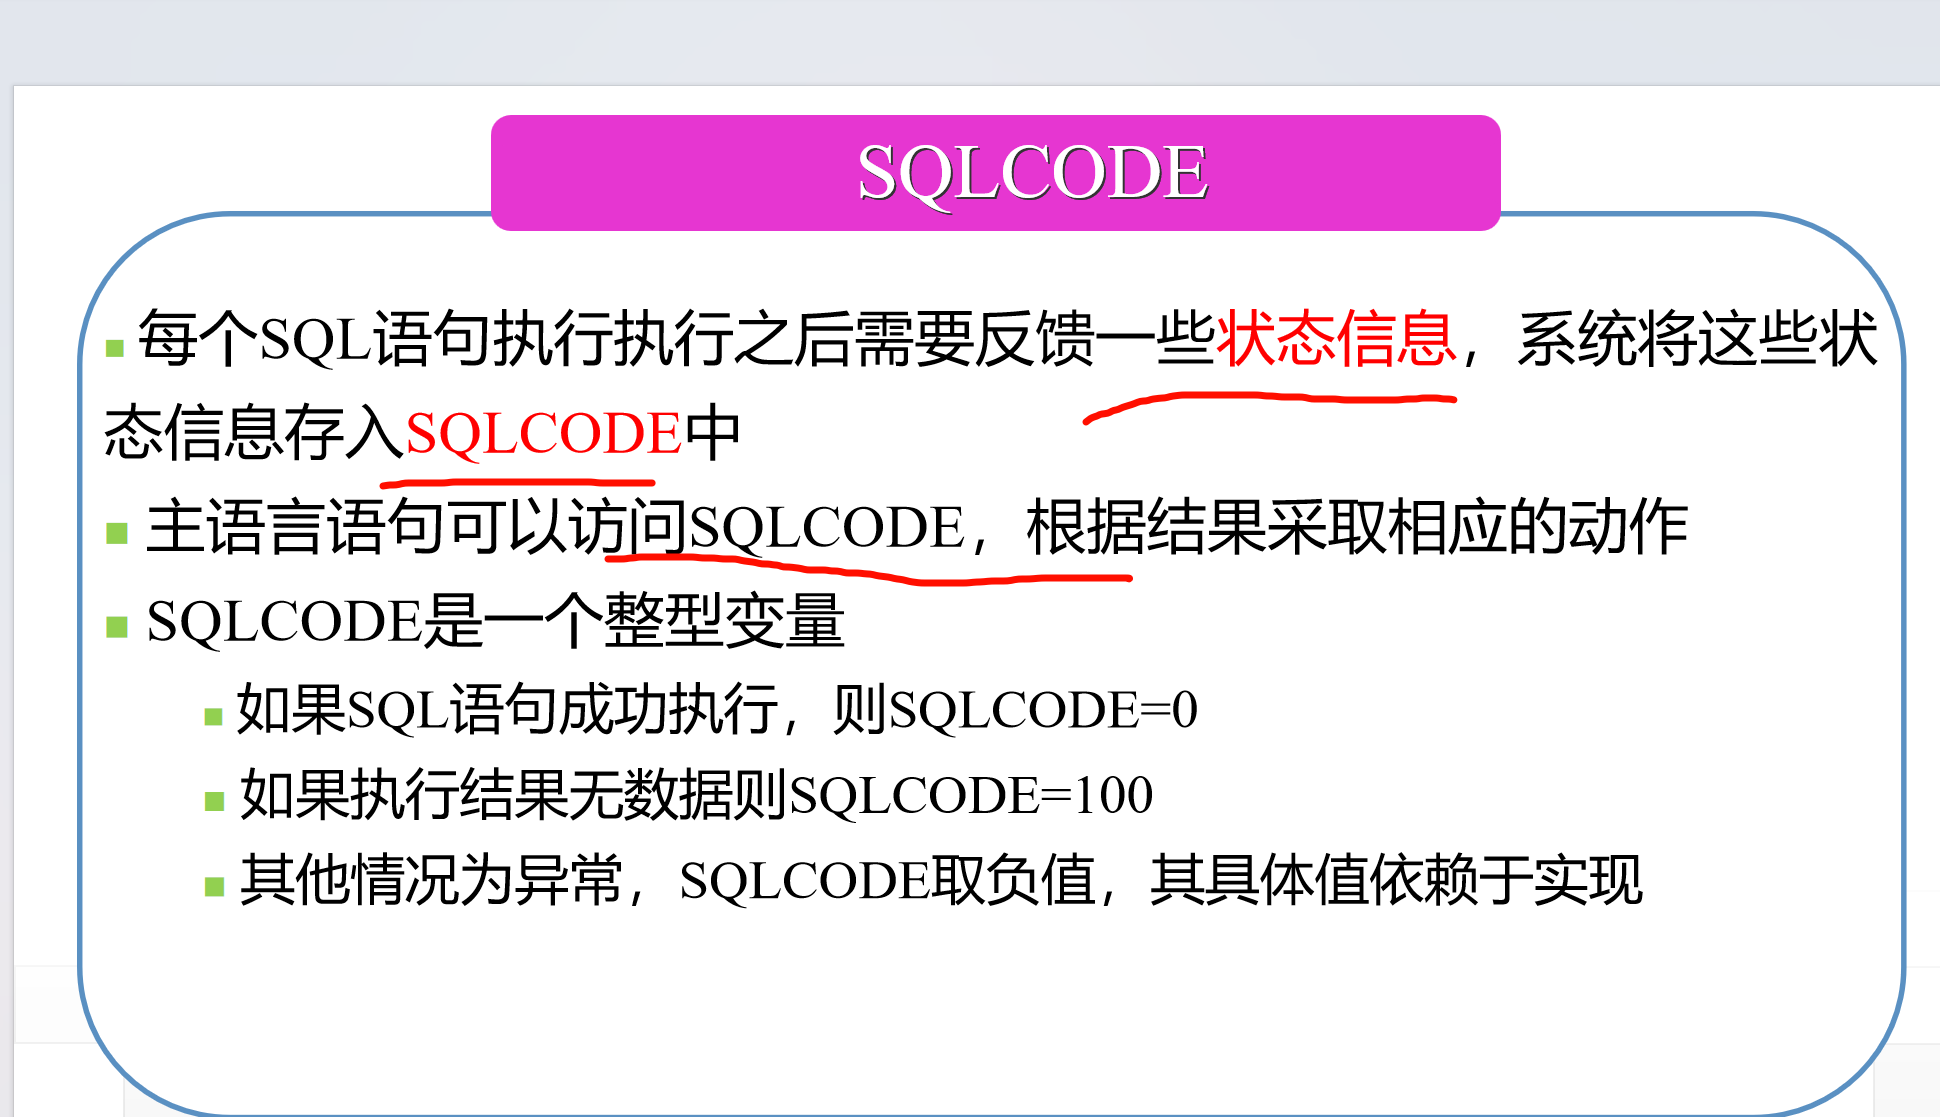 SQLCODE
每个SQL语句执行执行之后需要反馈一些状态信息，系统将这些状
态信息存入SQLCODE中
主语言语句可以访问SQLCODE，根据结果采取相应的动作
SQLCODE是一个整型变量
如果SQL语句成功执行，则SQLCODE=0
如果执行结果无数据则SQLCODE=100
其他情况为异常，SQLCODE取负值，其具体值依赖于实现